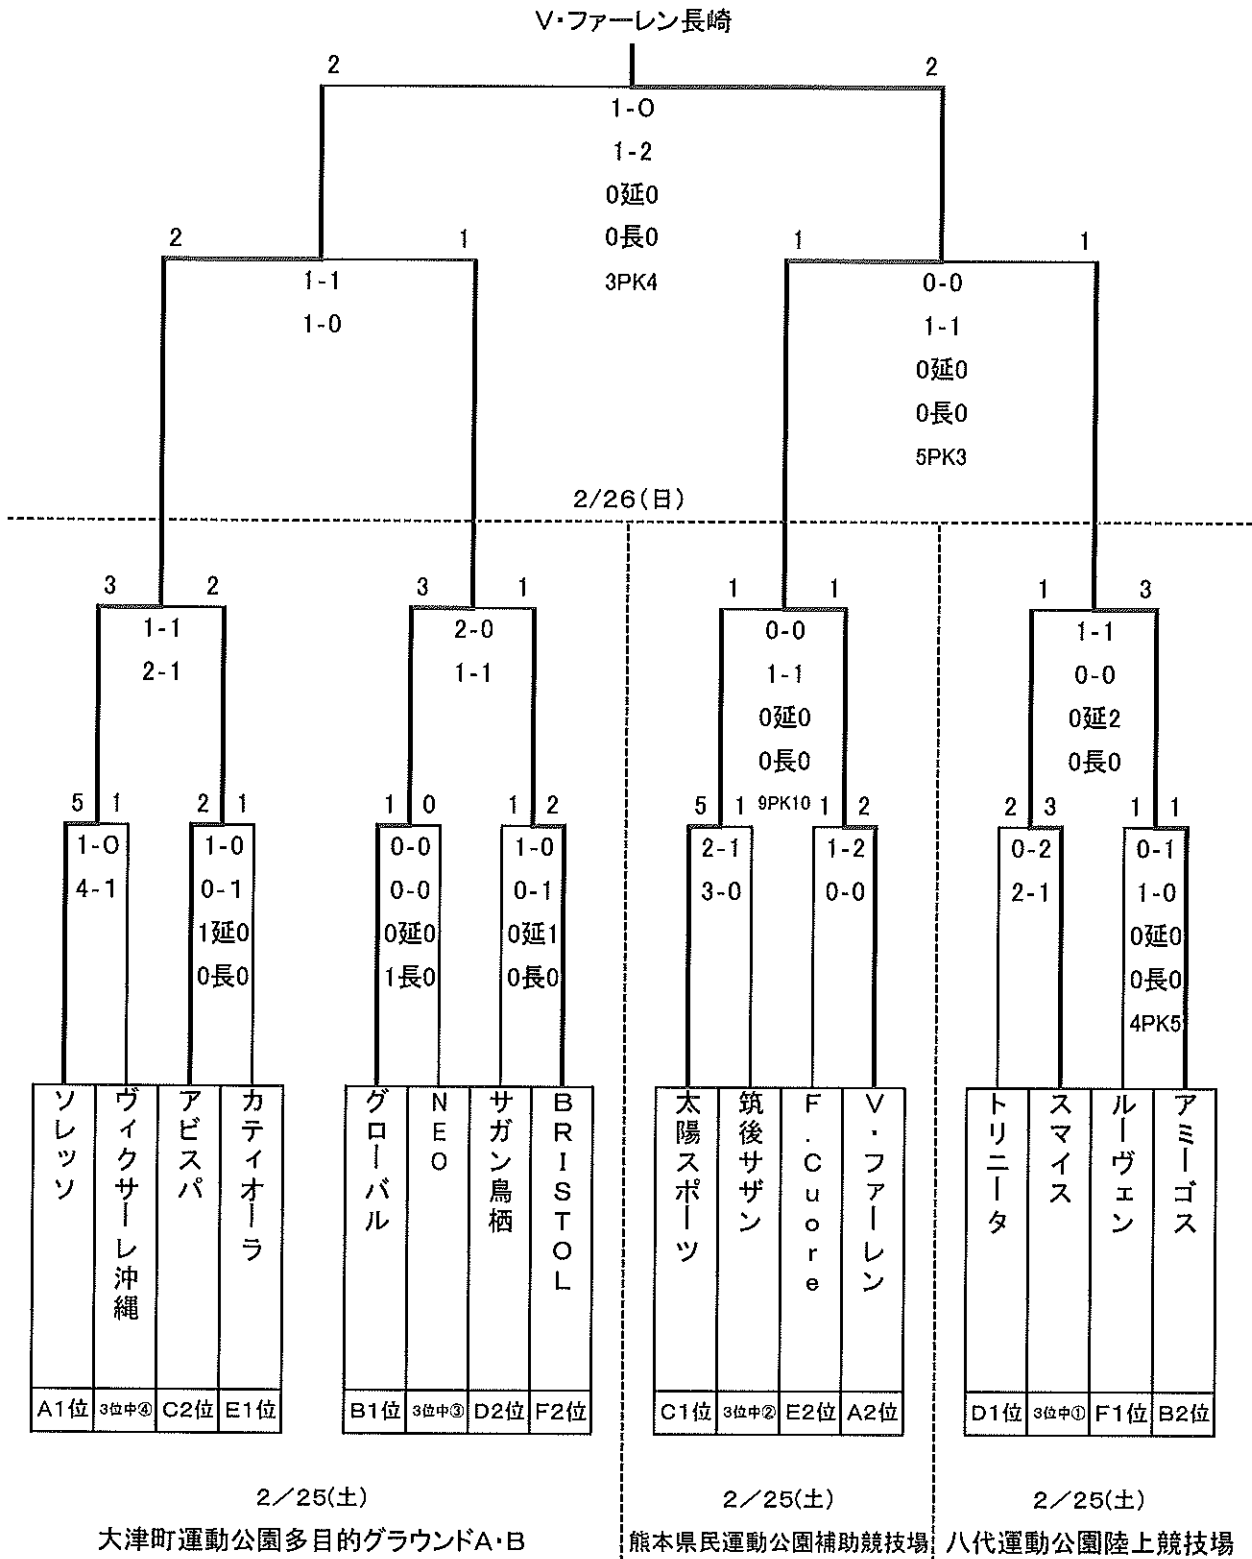 V・ファーレン長崎
2 2
1-0
1-2
0延0
0長0
3PK4
2 1
1-1
1-0
1 1
0-0
1-1
0延0
0長0
5PK3
2/26(日)
3 2
1-1
2-1
3 1
2-0
1-1
1 1
0-0
1-1
0延0
0長0
9PK10
1 3
1-1
0-0
0延2
0長0
5 1
1-0
4-1
2 1
1-0
0-1
1延0
0長0
1 0
0-0
0-0
0延0
1長0
1 2
1-0
0-1
0延1
0長0
5 1
2-1
3-0
1 2
1-2
0-0
2 3
0-2
2-1
1 1
0-1
1-0
0延0
0長0
4PK5
ソレッソ
ヴィクサーレ沖縄
アビスパ
カティオーラ
グローバル
NEO
サガン鳥栖
BRISTOL
太陽スポーツ
筑後サザン
F.Cuore
V・ファーレン
トリニータ
スマイス
ルーヴェン
アミーゴス
A1位 3位中④ C2位 E1位
B1位 3位中③ D2位 F2位
C1位 3位中② E2位 A2位
D1位 3位中① F1位 B2位
2/25(土)
大津町運動公園多目的グラウンドA・B
2/25(土)
熊本県民運動公園補助競技場
2/25(土)
八代運動公園陸上競技場